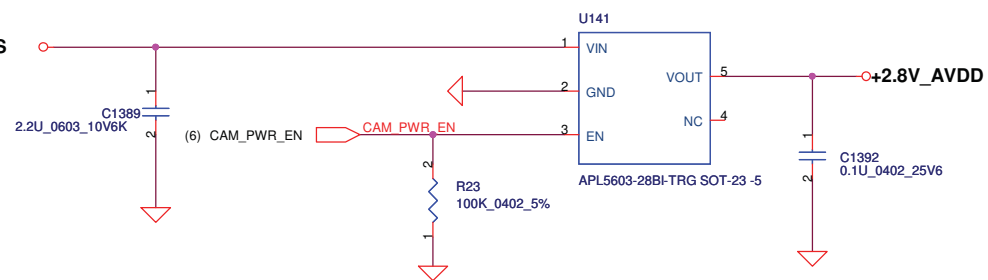 U141
S
1
VIN
VOUT
5
+2.8V_AVDD
2
GND
NC
4
3
EN
1
C1389
2.2U_0603_10V6K
2
(6) CAM_PWR_EN
CAM_PWR_EN
2
R23
100K_0402_5%
1
APL5603-28BI-TRG SOT-23 -5
1
C1392
0.1U_0402_25V6
2